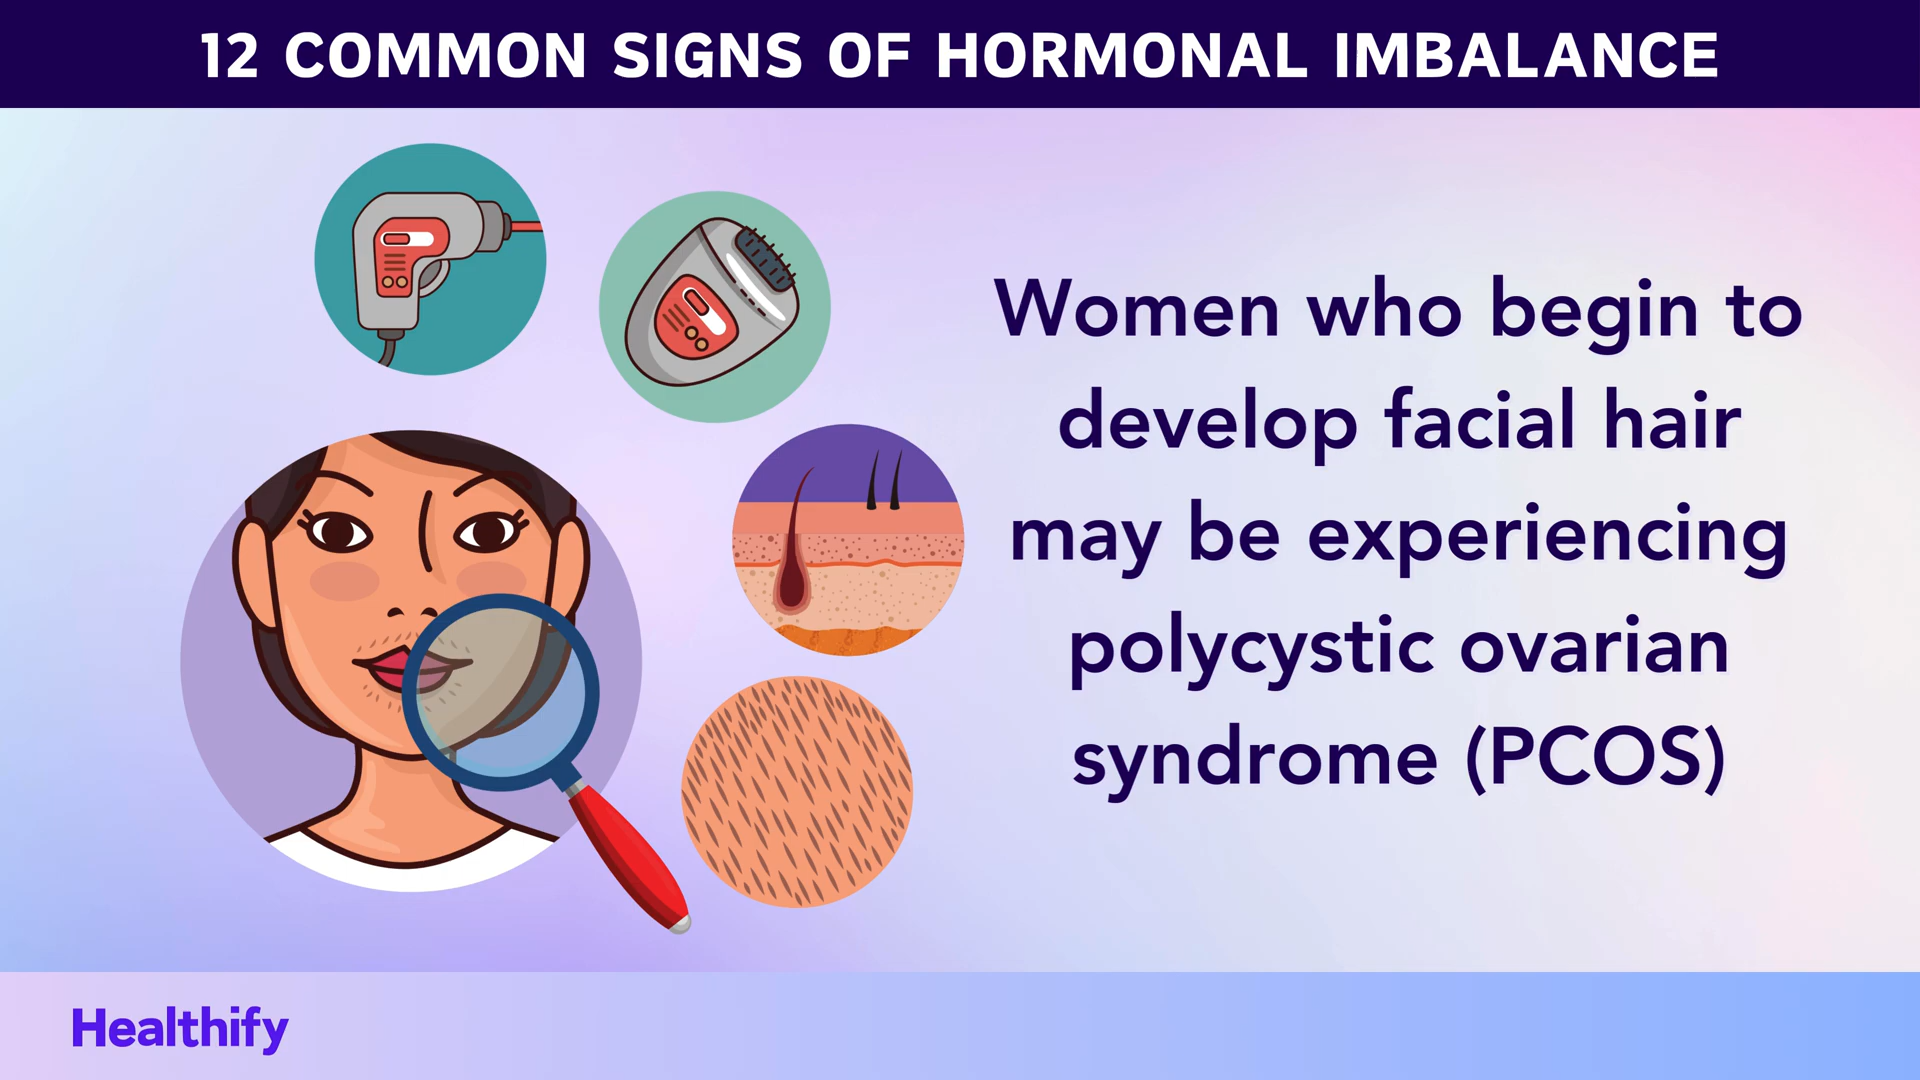 12 COMMON SIGNS OF HORMONAL IMBALANCE
Women who begin to
develop facial hair
may be experiencing
polycystic ovarian
syndrome (PCOS)
Healthify